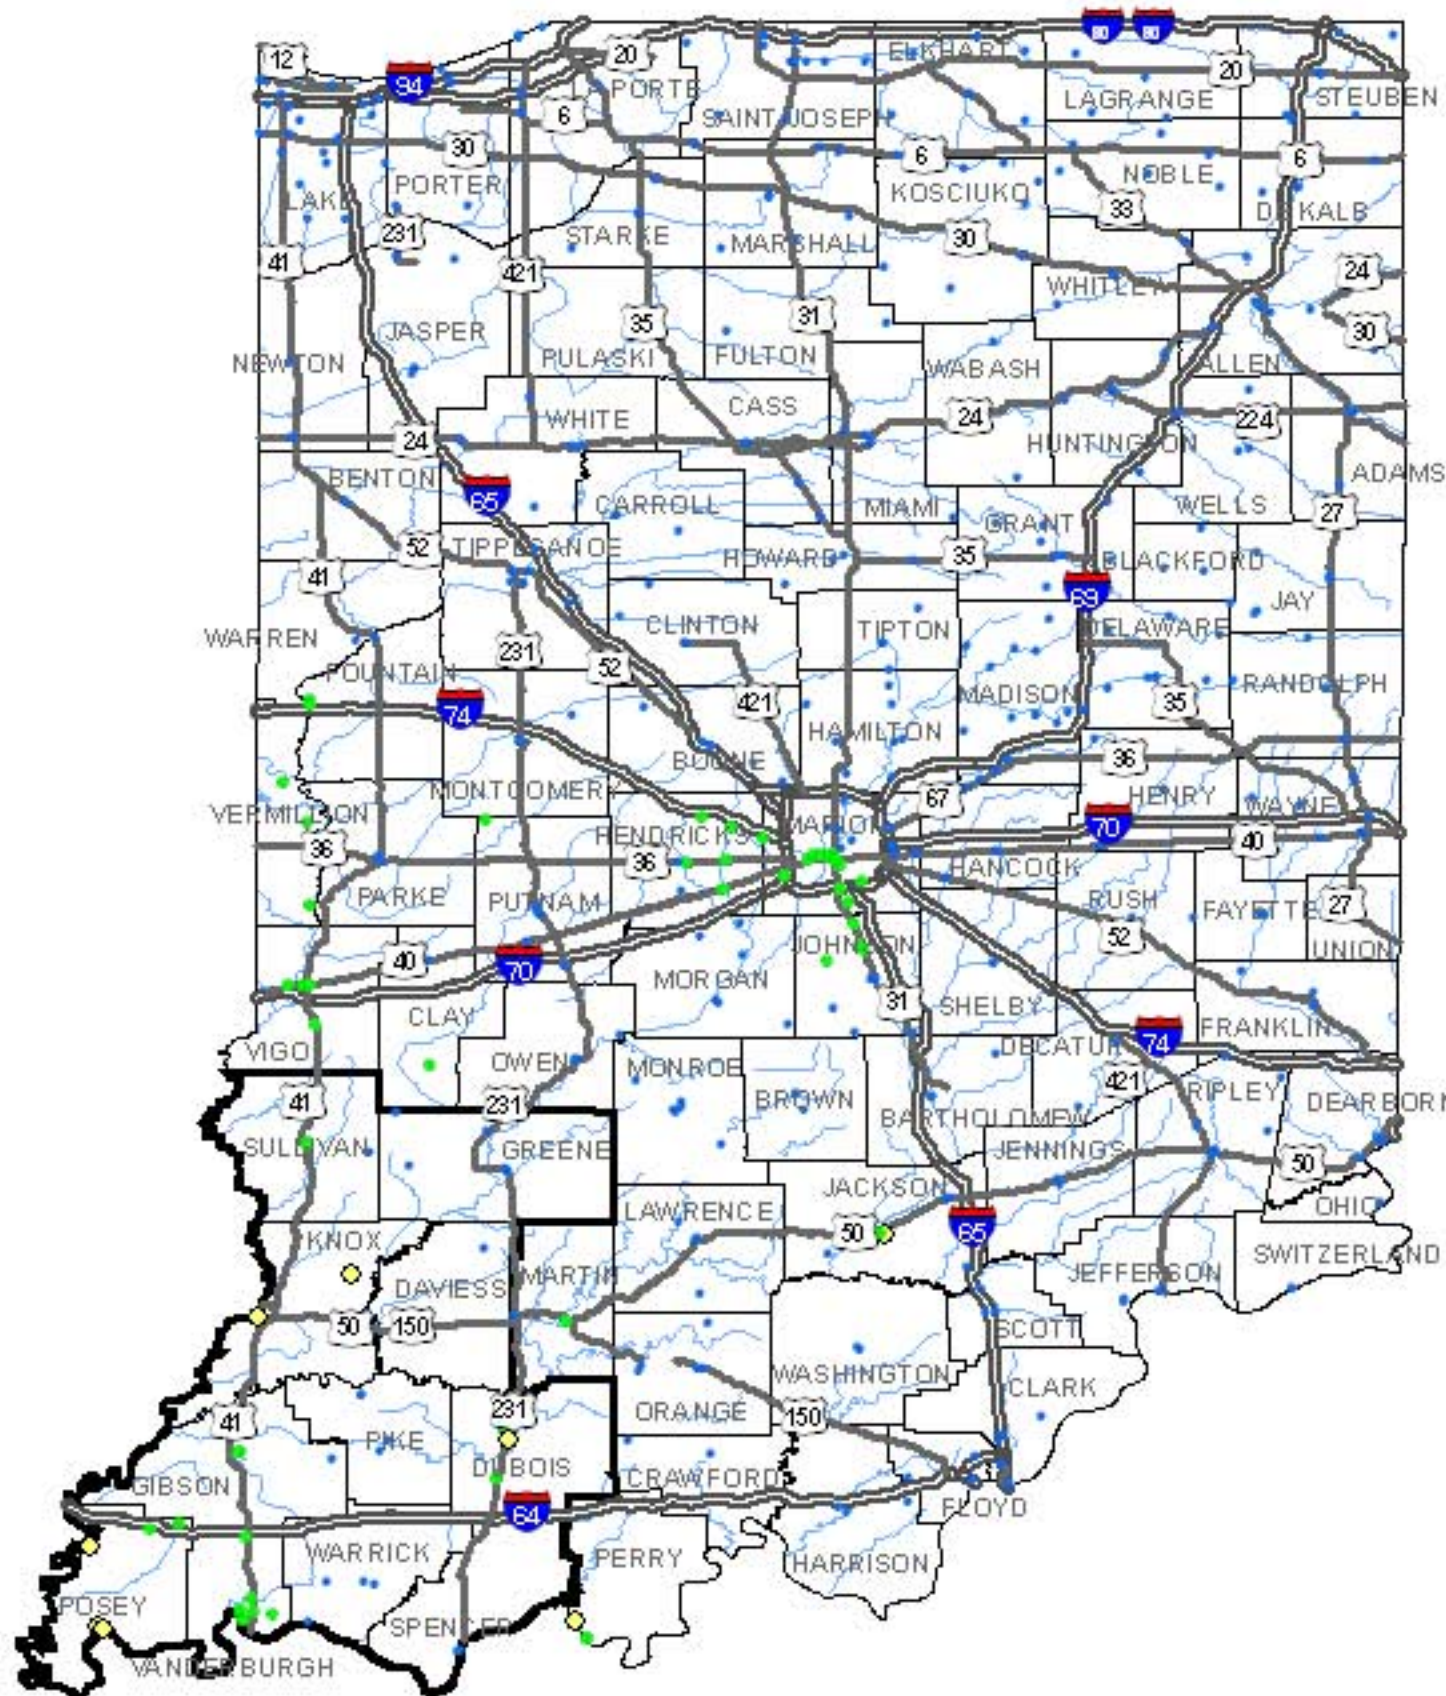 80 80
12
20
ELKHART
94
20
LA PORTE
LAGRANGE
STEUBEN
6
SAINT JOSEPH
30
6
6
NOBLE
PORTER
KOSCIUKO
LAKE
33
DE KALB
231
STARKE
MARSHALL
30
41
421
24
WHITLEY
35
31
30
JASPER
NEWTON
PULASKI
FULTON
WABASH
ALLEN
CASS
WHITE
24
224
24
HUNTINGTON
ADAMS
BENTON
65
CARROLL
MIAMI
WELLS
27
GRANT
52
TIPPECANOE
HOWARD
35
BLACKFORD
41
69
JAY
CLINTON
TIPTON
DELAWARE
WARREN
231
52
FOUNTAIN
RANDOLPH
MADISON
74
421
35
HAMILTON
BOONE
36
MONTGOMERY
67
HENRY
WAYNE
VERMILLION
HENDRICKS
MARION
70
36
36
40
HANCOCK
PARKE
PUTNAM
RUSH
FAYETTE
27
52
JOHNSON
UNION
40
70
MORGAN
31
SHELBY
CLAY
FRANKLIN
VIGO
OWEN
DECATUR
74
MONROE
421
RIPLEY
41
231
BROWN
DEARBORN
BARTHOLOMEW
SULLIVAN
GREENE
JENNINGS
50
JACKSON
LAWRENCE
OHIO
50
65
KNOX
SWITZERLAND
MARTIN
JEFFERSON
DAVIESS
50
150
SCOTT
WASHINGTON
CLARK
231
ORANGE
150
41
PIKE
DUBOIS
GIBSON
CRAWFORD
64
FLOYD
WARRICK
PERRY
HARRISON
POSEY
SPENCER
VANDERBURGH